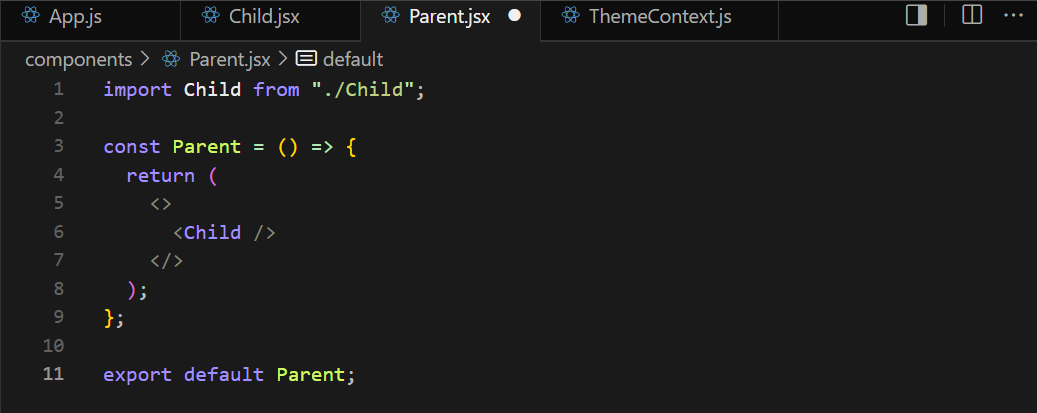 App.js Child.jsx Parent.jsx ThemeContext.js
components > Parent.jsx > default
1 import Child from "./Child";
2
3 const Parent = () => {
4 return (
5 <>
6 <Child />
7 </>
8 );
9 };
10
11 export default Parent;